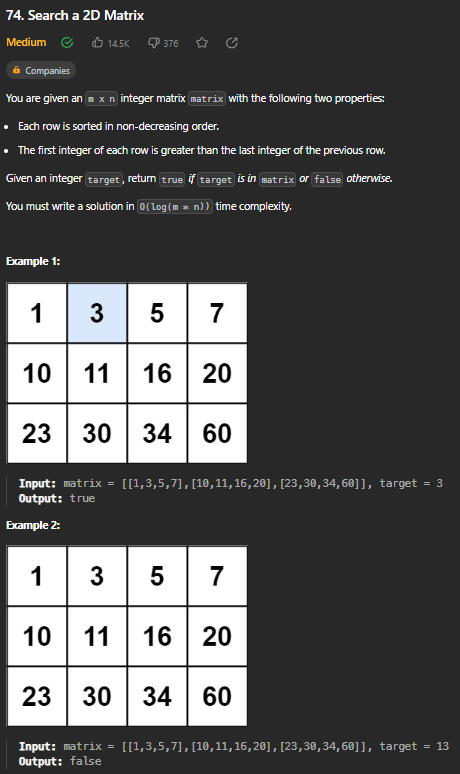 74. Search a 2D Matrix
Medium 14.5K 376
Companies
You are given an m x n integer matrix matrix with the following two properties:
• Each row is sorted in non-decreasing order.
• The first integer of each row is greater than the last integer of the previous row.
Given an integer target, return true if target is in matrix or false otherwise.
You must write a solution in O(log(m * n)) time complexity.
Example 1:
1 3 5 7
10 11 16 20
23 30 34 60
Input: matrix = [[1,3,5,7],[10,11,16,20],[23,30,34,60]], target = 3
Output: true
Example 2:
1 3 5 7
10 11 16 20
23 30 34 60
Input: matrix = [[1,3,5,7],[10,11,16,20],[23,30,34,60]], target = 13
Output: false